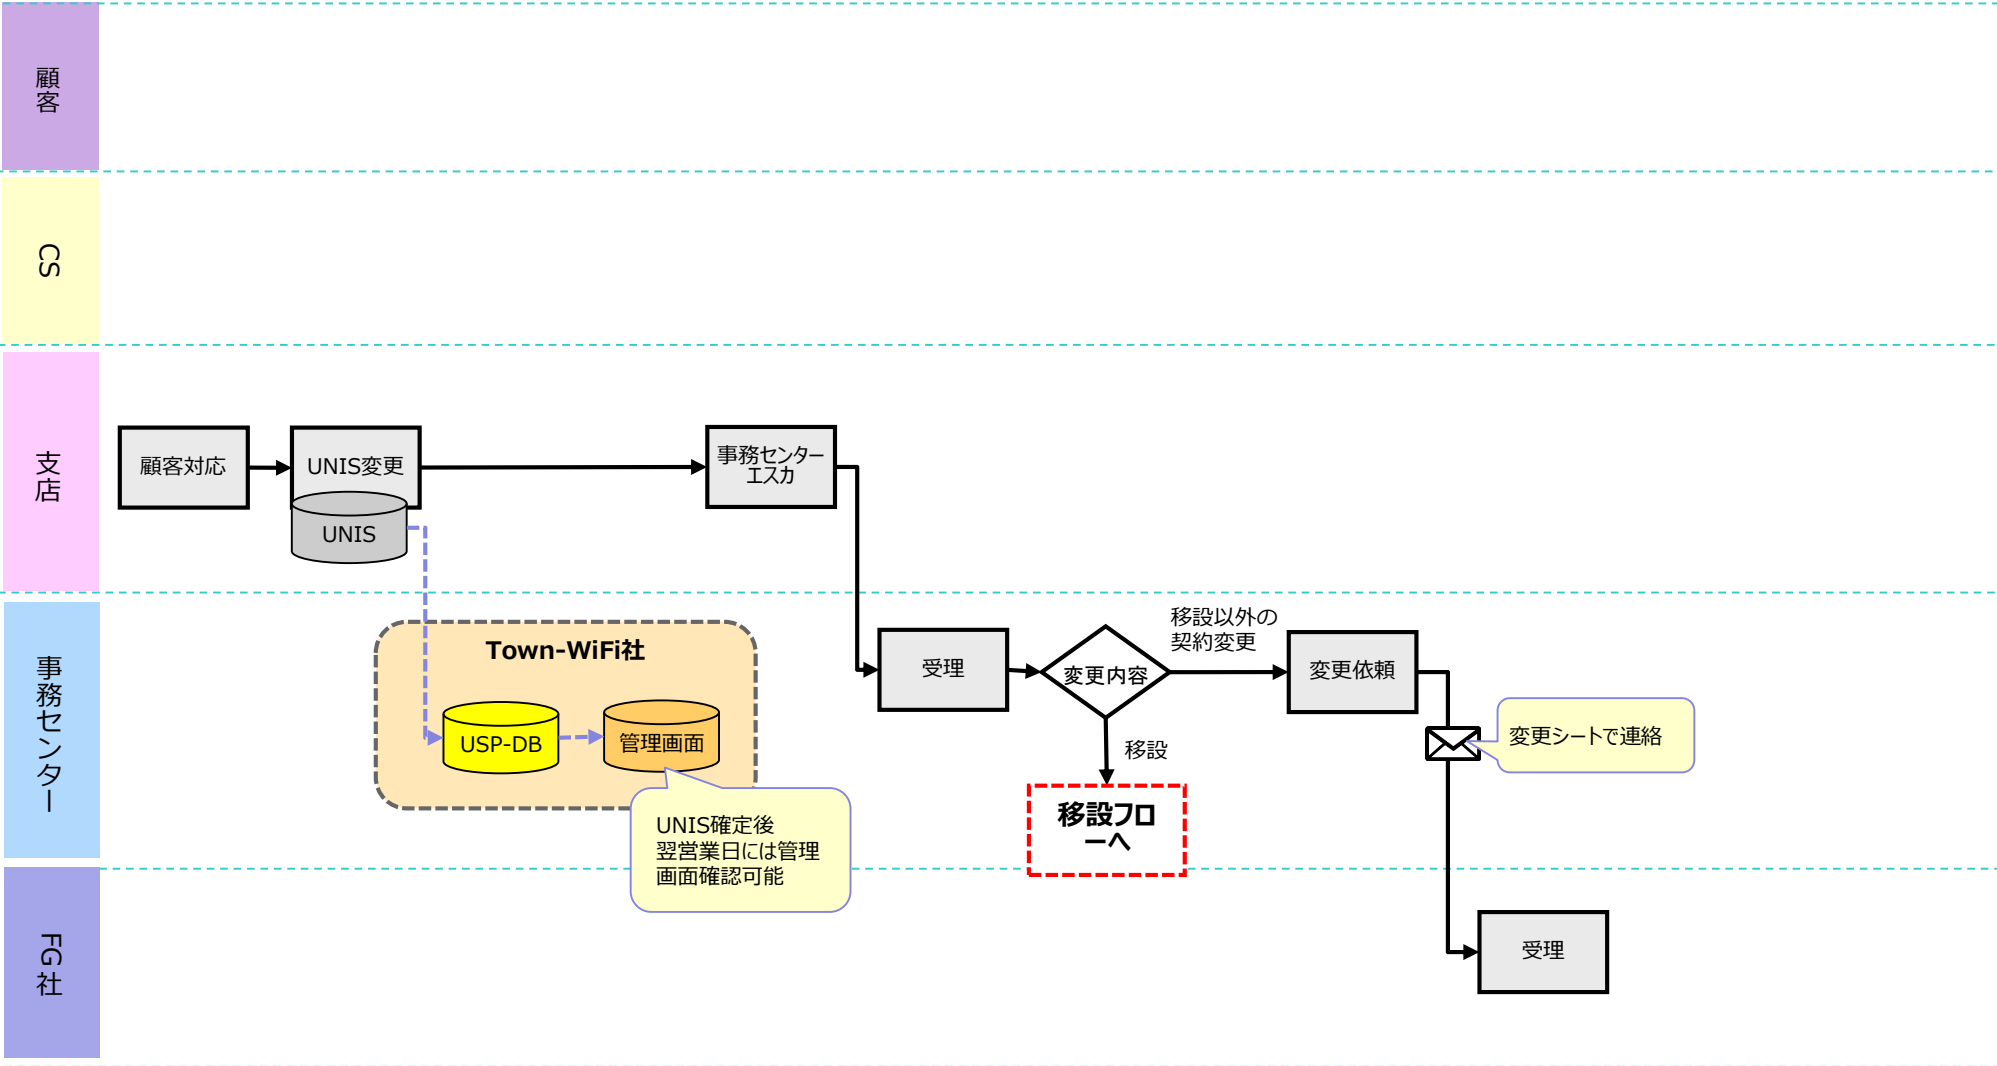 顧客
CS
支店
顧客対応
UNIS変更
UNIS
事務センター
エスカ
事務センター
Town-WiFi社
USP-DB
管理画面
UNIS確定後
翌営業日には管理
画面確認可能
受理
変更内容
移設以外の
契約変更
移設
移設フロ
ーへ
変更依頼
変更シートで連絡
FG社
受理